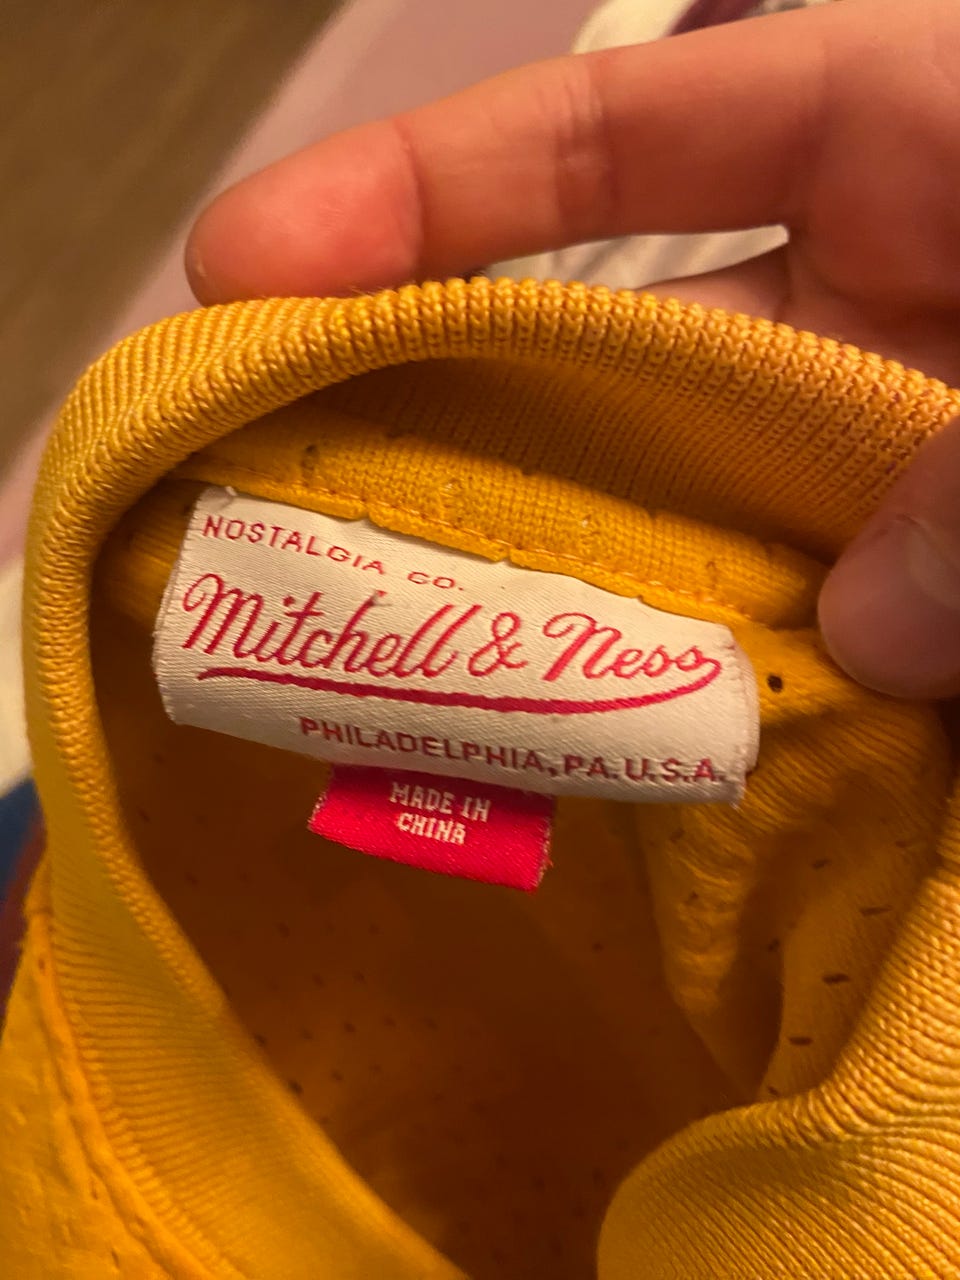 NOSTALGIA CO.
Mitchell & Ness
PHILADELPHIA, PA. U.S.A.
MADE IN
CHINA